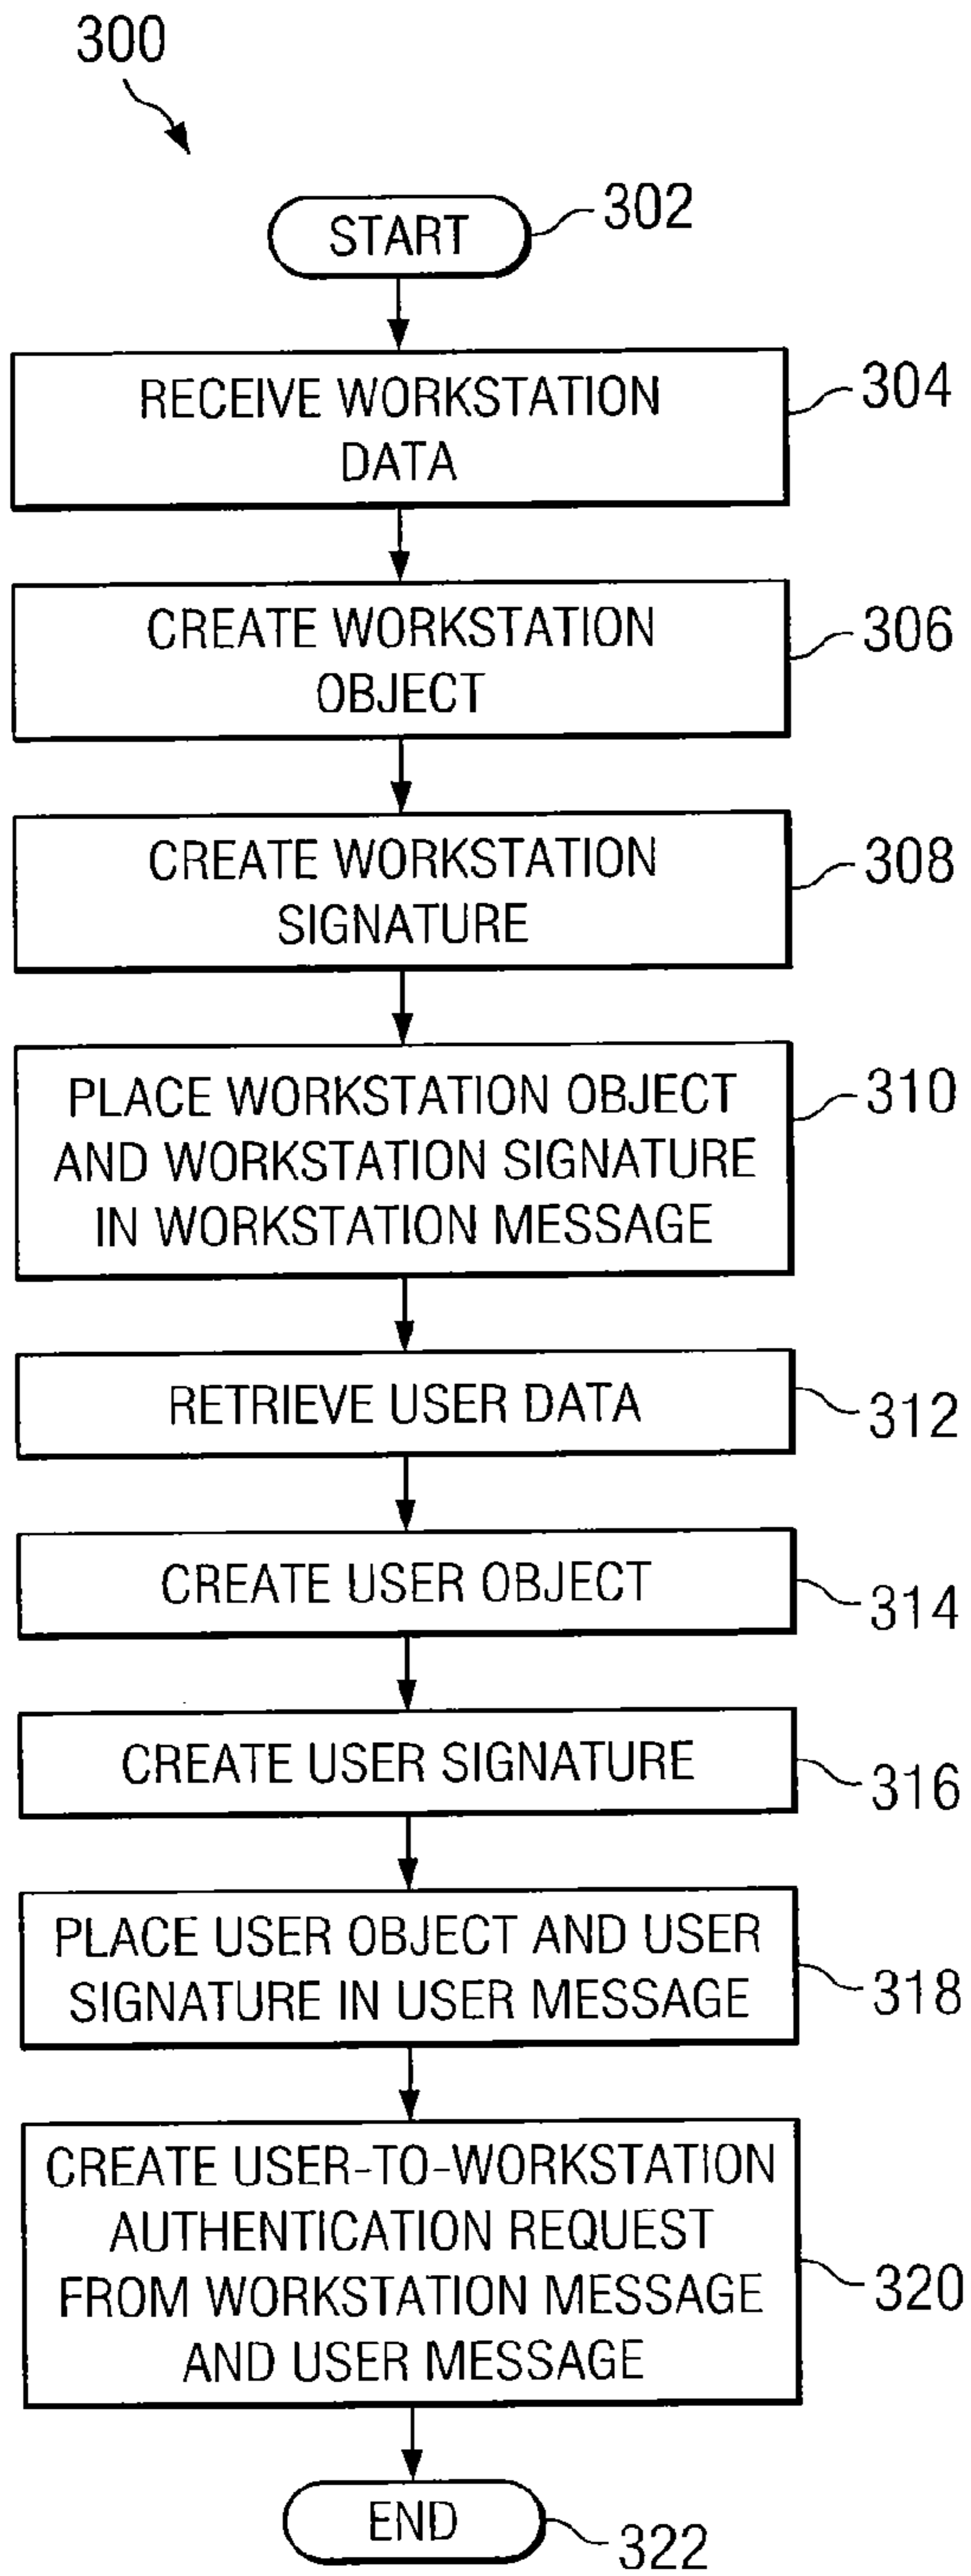 300
START
302
RECEIVE WORKSTATION
DATA
304
CREATE WORKSTATION
OBJECT
306
CREATE WORKSTATION
SIGNATURE
308
PLACE WORKSTATION OBJECT
AND WORKSTATION SIGNATURE
IN WORKSTATION MESSAGE
310
RETRIEVE USER DATA
312
CREATE USER OBJECT
314
CREATE USER SIGNATURE
316
PLACE USER OBJECT AND USER
SIGNATURE IN USER MESSAGE
318
CREATE USER-TO-WORKSTATION
AUTHENTICATION REQUEST
FROM WORKSTATION MESSAGE
AND USER MESSAGE
320
END
322